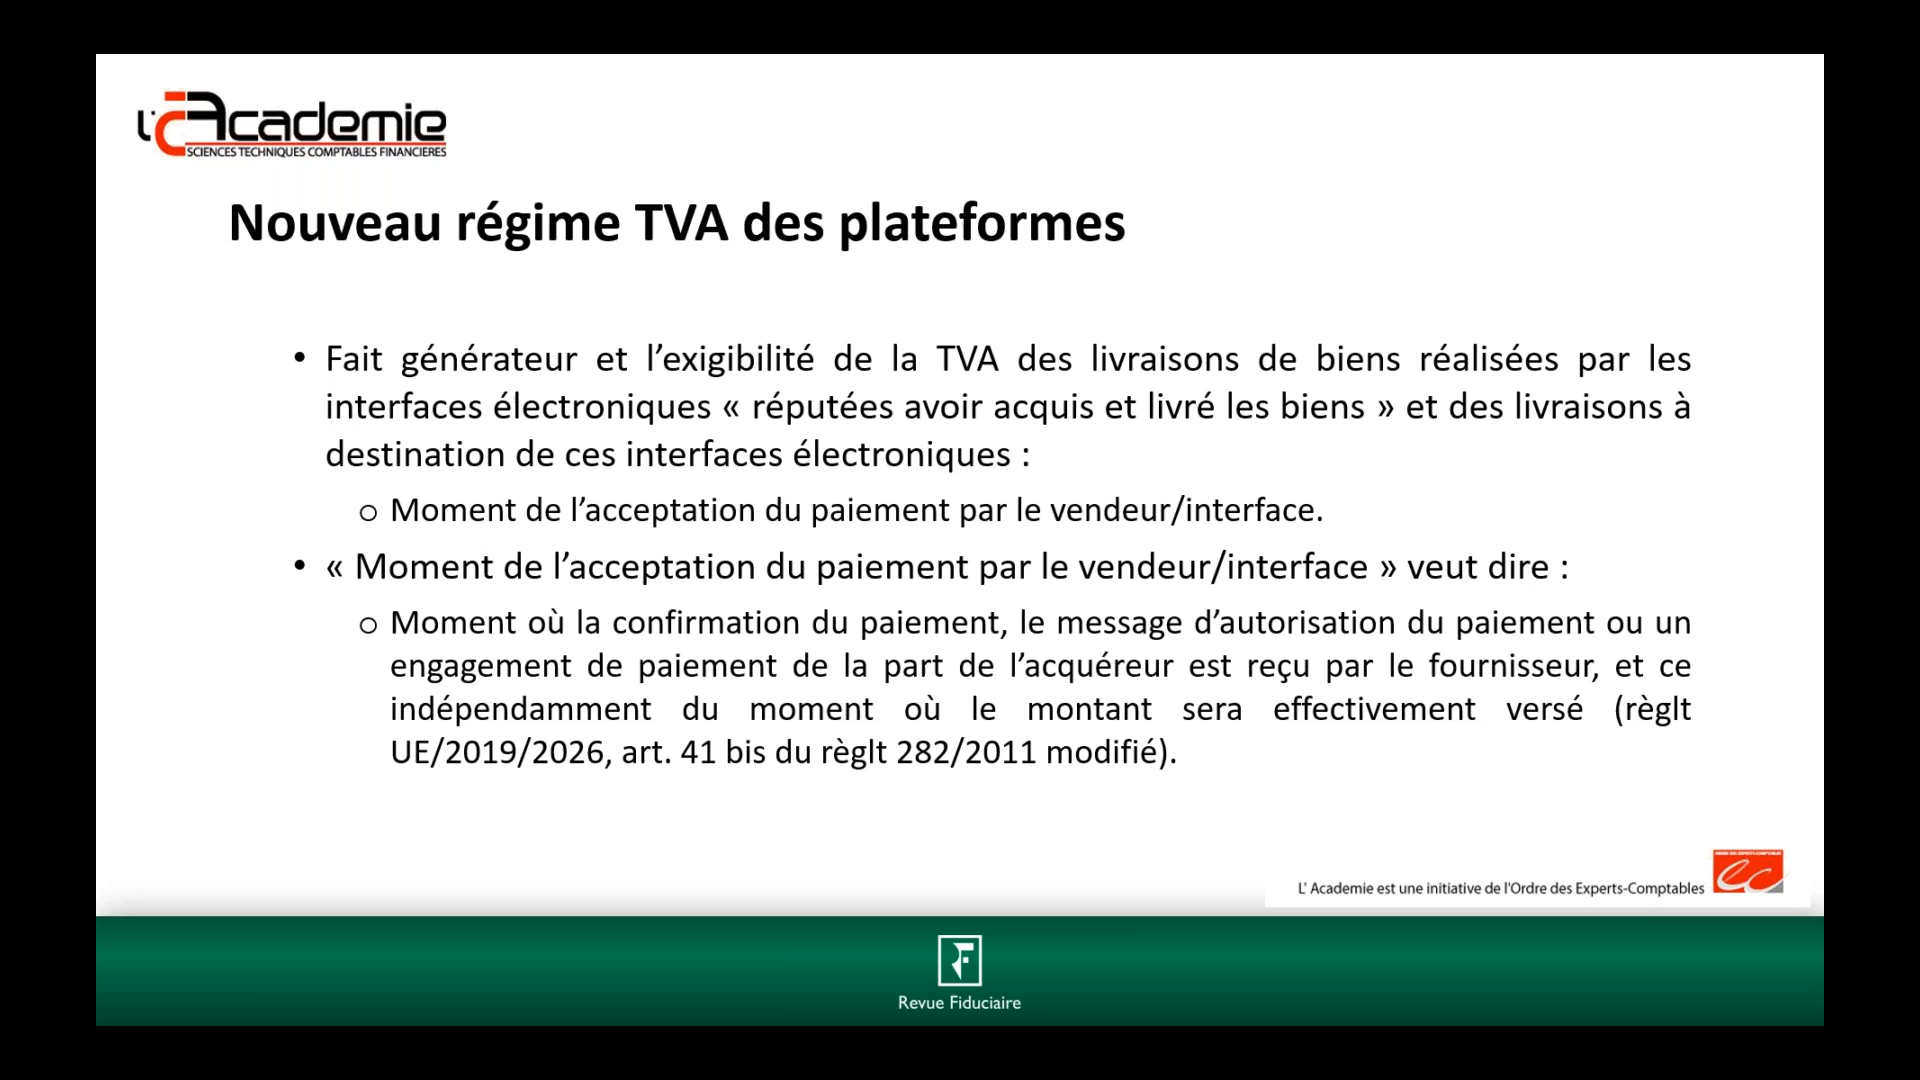 L'Academie
SCIENCES TECHNIQUES COMPTABLES FINANCIERES
Nouveau régime TVA des plateformes
• Fait générateur et l’exigibilité de la TVA des livraisons de biens réalisées par les
interfaces électroniques « réputées avoir acquis et livré les biens » et des livraisons à
destination de ces interfaces électroniques :
o Moment de l’acceptation du paiement par le vendeur/interface.
• « Moment de l’acceptation du paiement par le vendeur/interface » veut dire :
o Moment où la confirmation du paiement, le message d’autorisation du paiement ou un
engagement de paiement de la part de l’acquéreur est reçu par le fournisseur, et ce
indépendamment du moment où le montant sera effectivement versé (règlt
UE/2019/2026, art. 41 bis du règlt 282/2011 modifié).
ORDRE DES EXPERTS-COMPTABLES
L' Academie est une initiative de l'Ordre des Experts-Comptables
Revue Fiduciaire